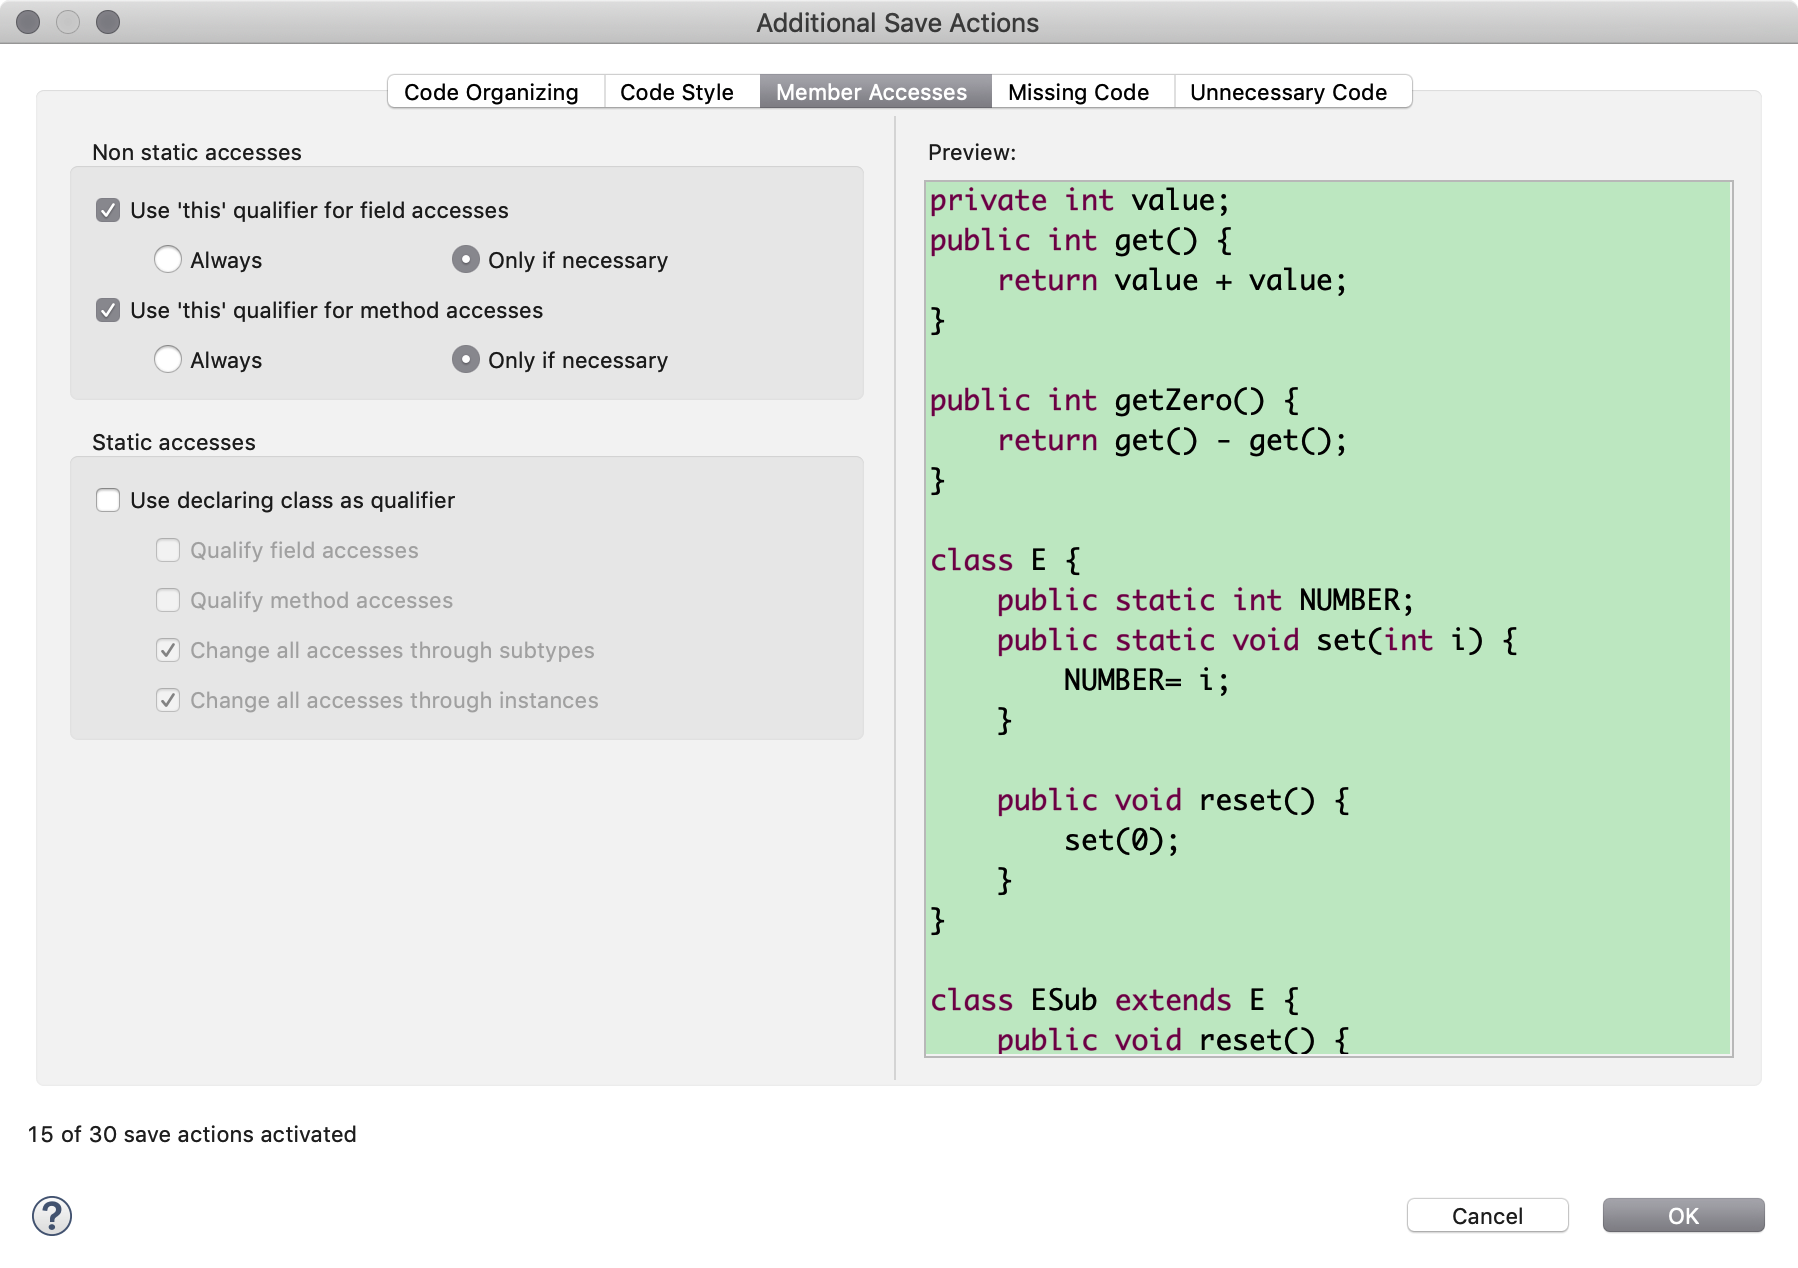 Additional Save Actions
Code Organizing
Code Style
Member Accesses
Missing Code
Unnecessary Code
Non static accesses
Use 'this' qualifier for field accesses
Always
Only if necessary
Use 'this' qualifier for method accesses
Always
Only if necessary
Static accesses
Use declaring class as qualifier
Qualify field accesses
Qualify method accesses
Change all accesses through subtypes
Change all accesses through instances
Preview:
private int value;
public int get() {
    return value + value;
}
public int getZero() {
    return get() - get();
}
class E {
    public static int NUMBER;
    public static void set(int i) {
        NUMBER= i;
    }
    public void reset() {
        set(0);
    }
}
class ESub extends E {
    public void reset() {
15 of 30 save actions activated
?
Cancel
OK